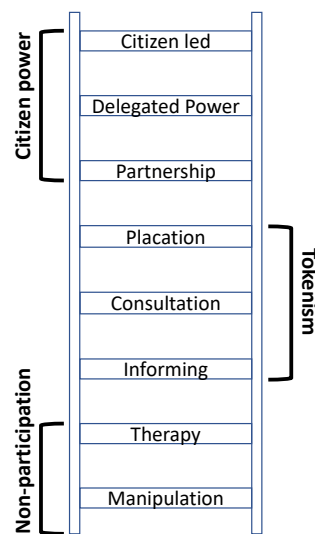 Citizen power
Citizen led
Delegated Power
Partnership
Placation
Consultation
Informing
Tokenism
Non-participation
Therapy
Manipulation